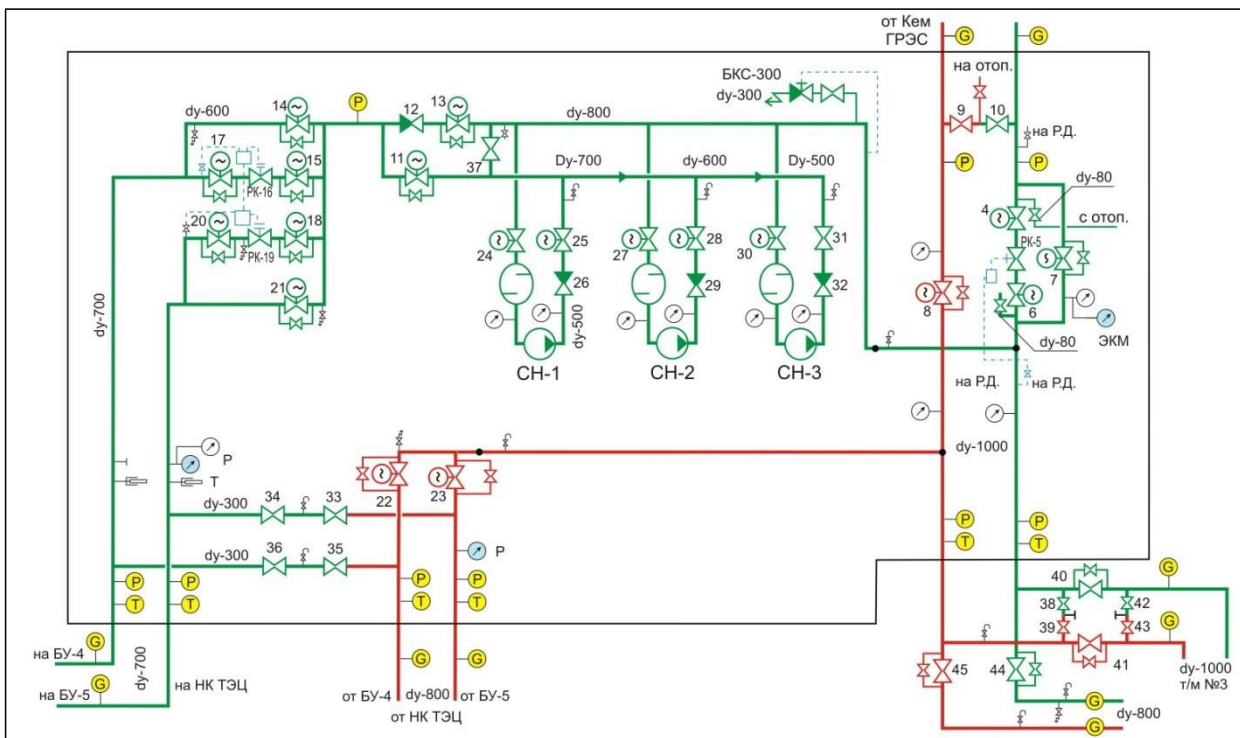 от Кем
ГРЭС
G
G
на отоп.
БКС-300
dy-300
dy-600
14
P
12
13
dy-800
9
10
на Р.Д.
17
15
11
37
Dy-700
dy-600
Dy-500
P
P
dy-80
РК-16
4
с отоп.
20
18
25
28
31
РК-5
РК-19
24
27
30
7
21
26
29
32
8
6
dy-700
dy-500
dy-80
ЭКМ
СН-1
СН-2
СН-3
на Р.Д.
на Р.Д.
P
T
dy-1000
22
23
dy-300
34
33
P
P
dy-300
36
35
P
T
T
P
P
P
P
40
G
T
T
T
T
38
42
39
43
G
на БУ-4
G
dy-700
на НК ТЭЦ
G
G
45
44
41
dy-1000
т/м №3
на БУ-5
G
от БУ-4
dy-800
от БУ-5
от НК ТЭЦ
G
dy-800
G